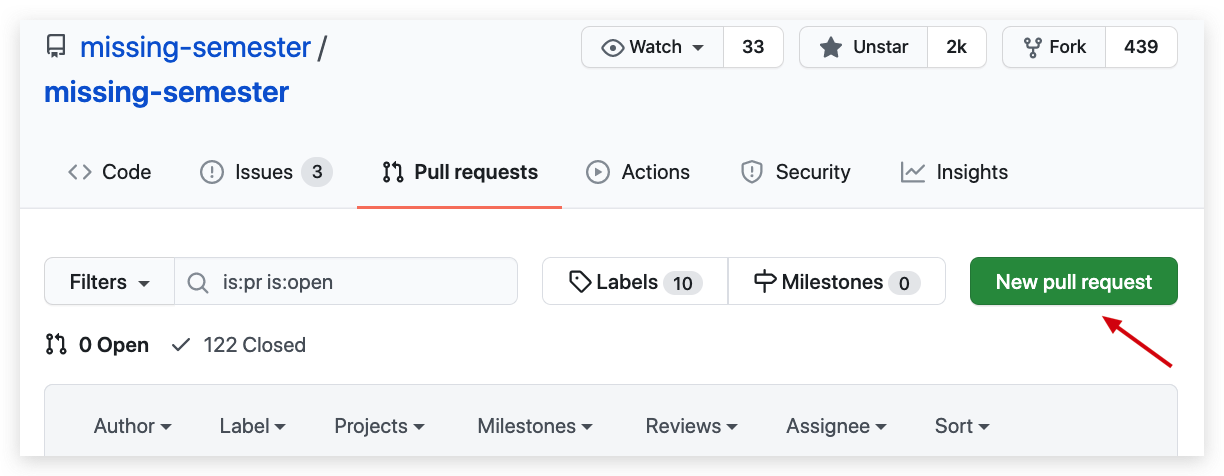 missing-semester /
missing-semester
Watch 33 Unstar 2k Fork 439
Code Issues 3 Pull requests Actions Security Insights
Filters is:pr is:open Labels 10 Milestones 0 New pull request
0 Open 122 Closed
Author Label Projects Milestones Reviews Assignee Sort